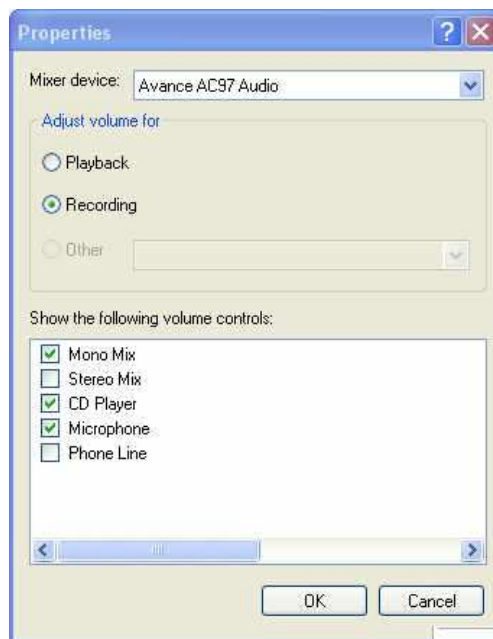 Properties
Mixer device: Avance AC97 Audio
Adjust volume for
Playback
Recording
Other
Show the following volume controls:
Mono Mix
Stereo Mix
CD Player
Microphone
Phone Line
OK Cancel